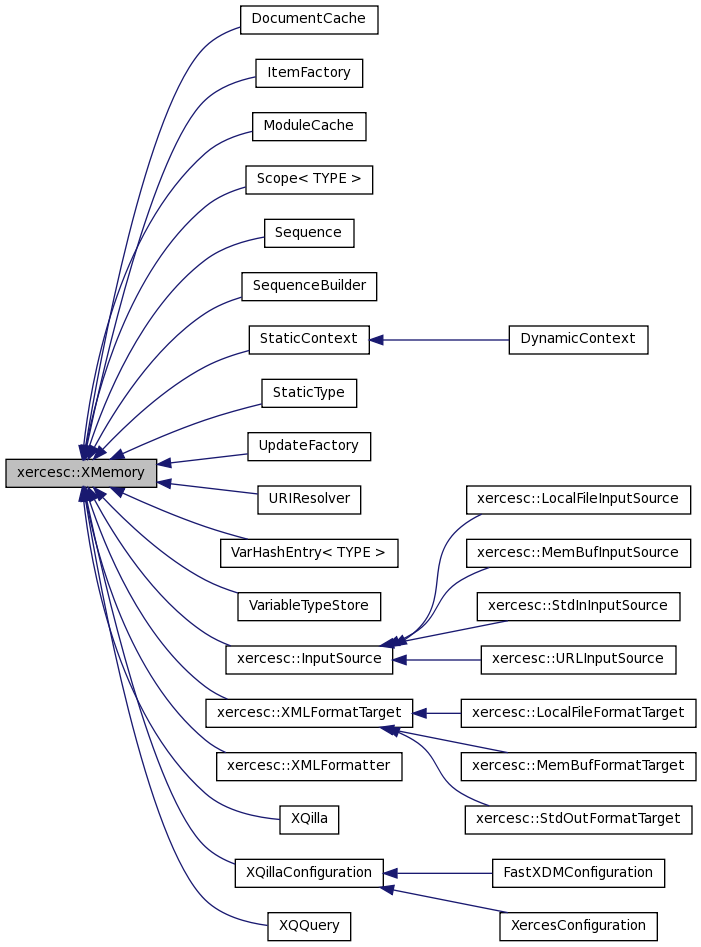 DocumentCache
ItemFactory
ModuleCache
Scope< TYPE >
Sequence
SequenceBuilder
StaticContext
DynamicContext
StaticType
UpdateFactory
xercesc::XMemory
URIResolver
xercesc::LocalFileInputSource
VarHashEntry< TYPE >
xercesc::MemBufInputSource
VariableTypeStore
xercesc::StdInInputSource
xercesc::InputSource
xercesc::URLInputSource
xercesc::XMLFormatTarget
xercesc::LocalFileFormatTarget
xercesc::XMLFormatter
xercesc::MemBufFormatTarget
XQilla
xercesc::StdOutFormatTarget
XQillaConfiguration
FastXDMConfiguration
XQQuery
XercesConfiguration